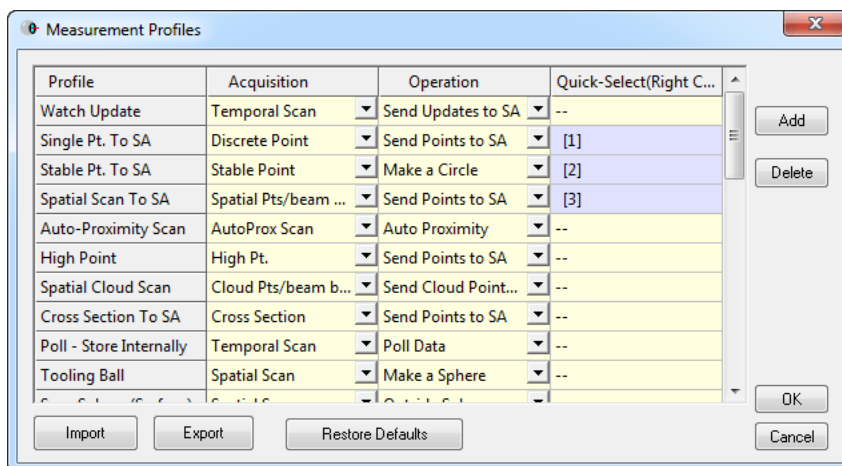 Measurement Profiles
Profile Acquisition Operation Quick-Select(Right C...
Watch Update Temporal Scan Send Updates to SA --
Single Pt. To SA Discrete Point Send Points to SA [1]
Stable Pt. To SA Stable Point Make a Circle [2]
Spatial Scan To SA Spatial Pts/beam ... Send Points to SA [3]
Auto-Proximity Scan AutoProx Scan Auto Proximity --
High Point High Pt. Send Points to SA --
Spatial Cloud Scan Cloud Pts/beam b... Send Cloud Point... --
Cross Section To SA Cross Section Send Points to SA --
Poll - Store Internally Temporal Scan Poll Data --
Tooling Ball Spatial Scan Make a Sphere --
Add
Delete
OK
Cancel
Import Export Restore Defaults